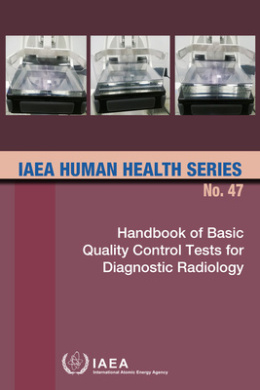 IAEA HUMAN HEALTH SERIES
No. 47
Handbook of Basic
Quality Control Tests for
Diagnostic Radiology
IAEA
International Atomic Energy Agency